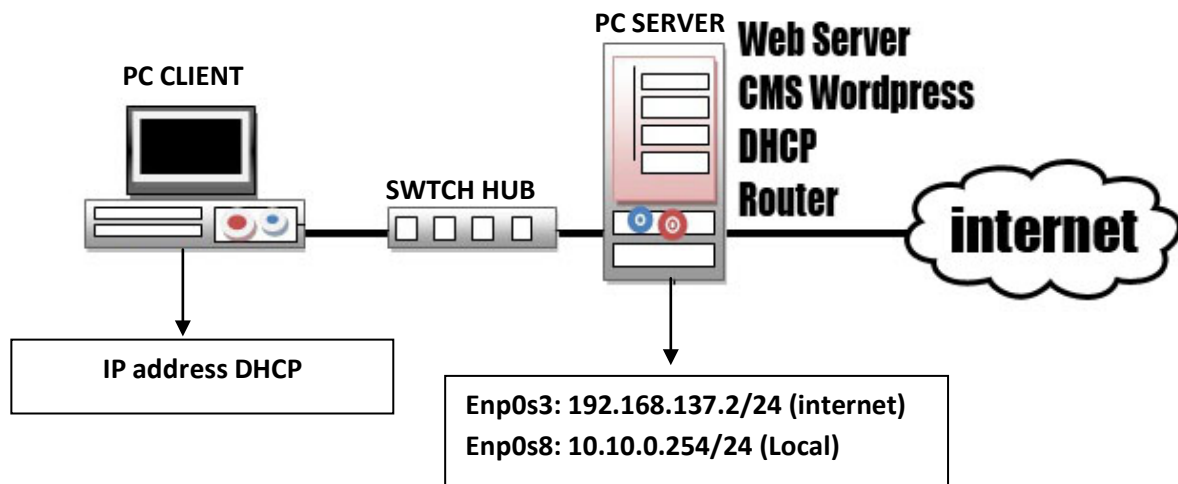 PC CLIENT
SWTCH HUB
PC SERVER
Web Server
CMS Wordpress
DHCP
Router
internet
IP address DHCP
Enp0s3: 192.168.137.2/24 (internet)
Enp0s8: 10.10.0.254/24 (Local)